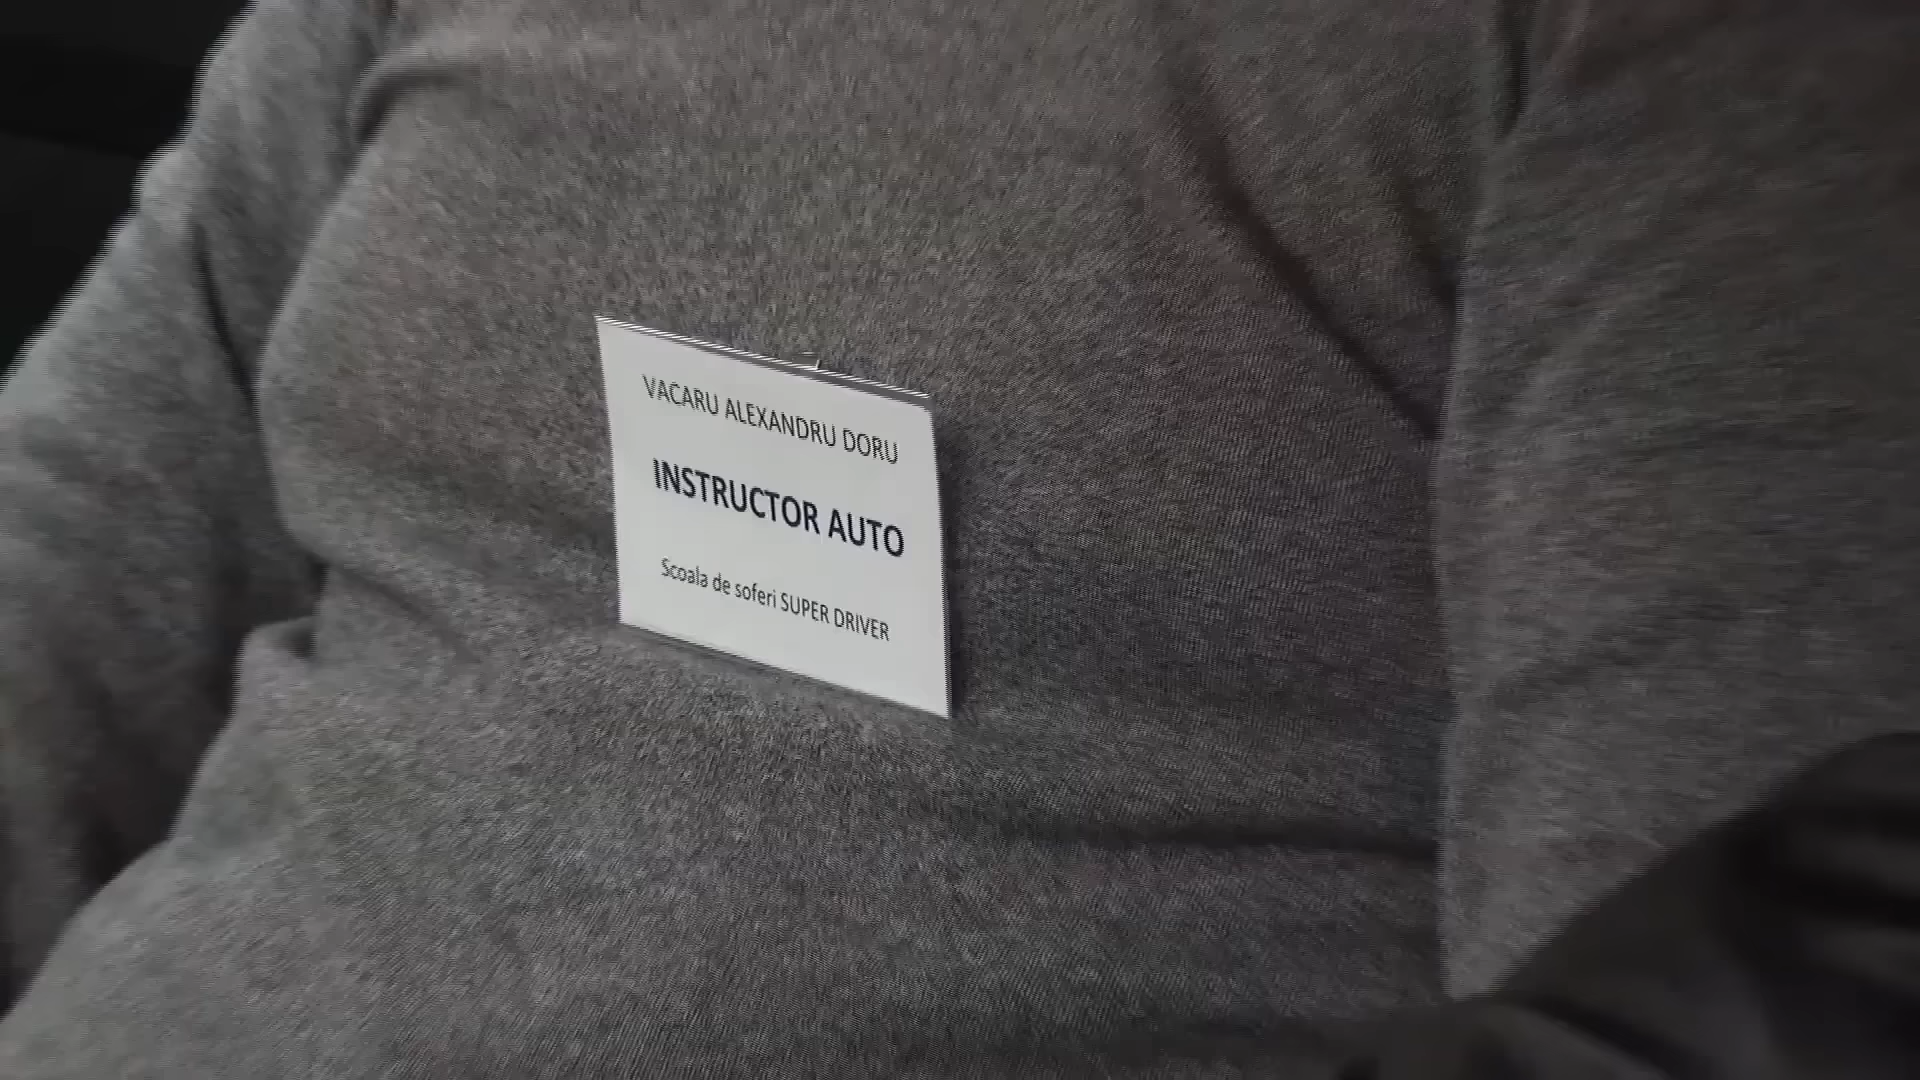 VACARU ALEXANDRU DORU
INSTRUCTOR AUTO
Scoala de soferi SUPER DRIVER